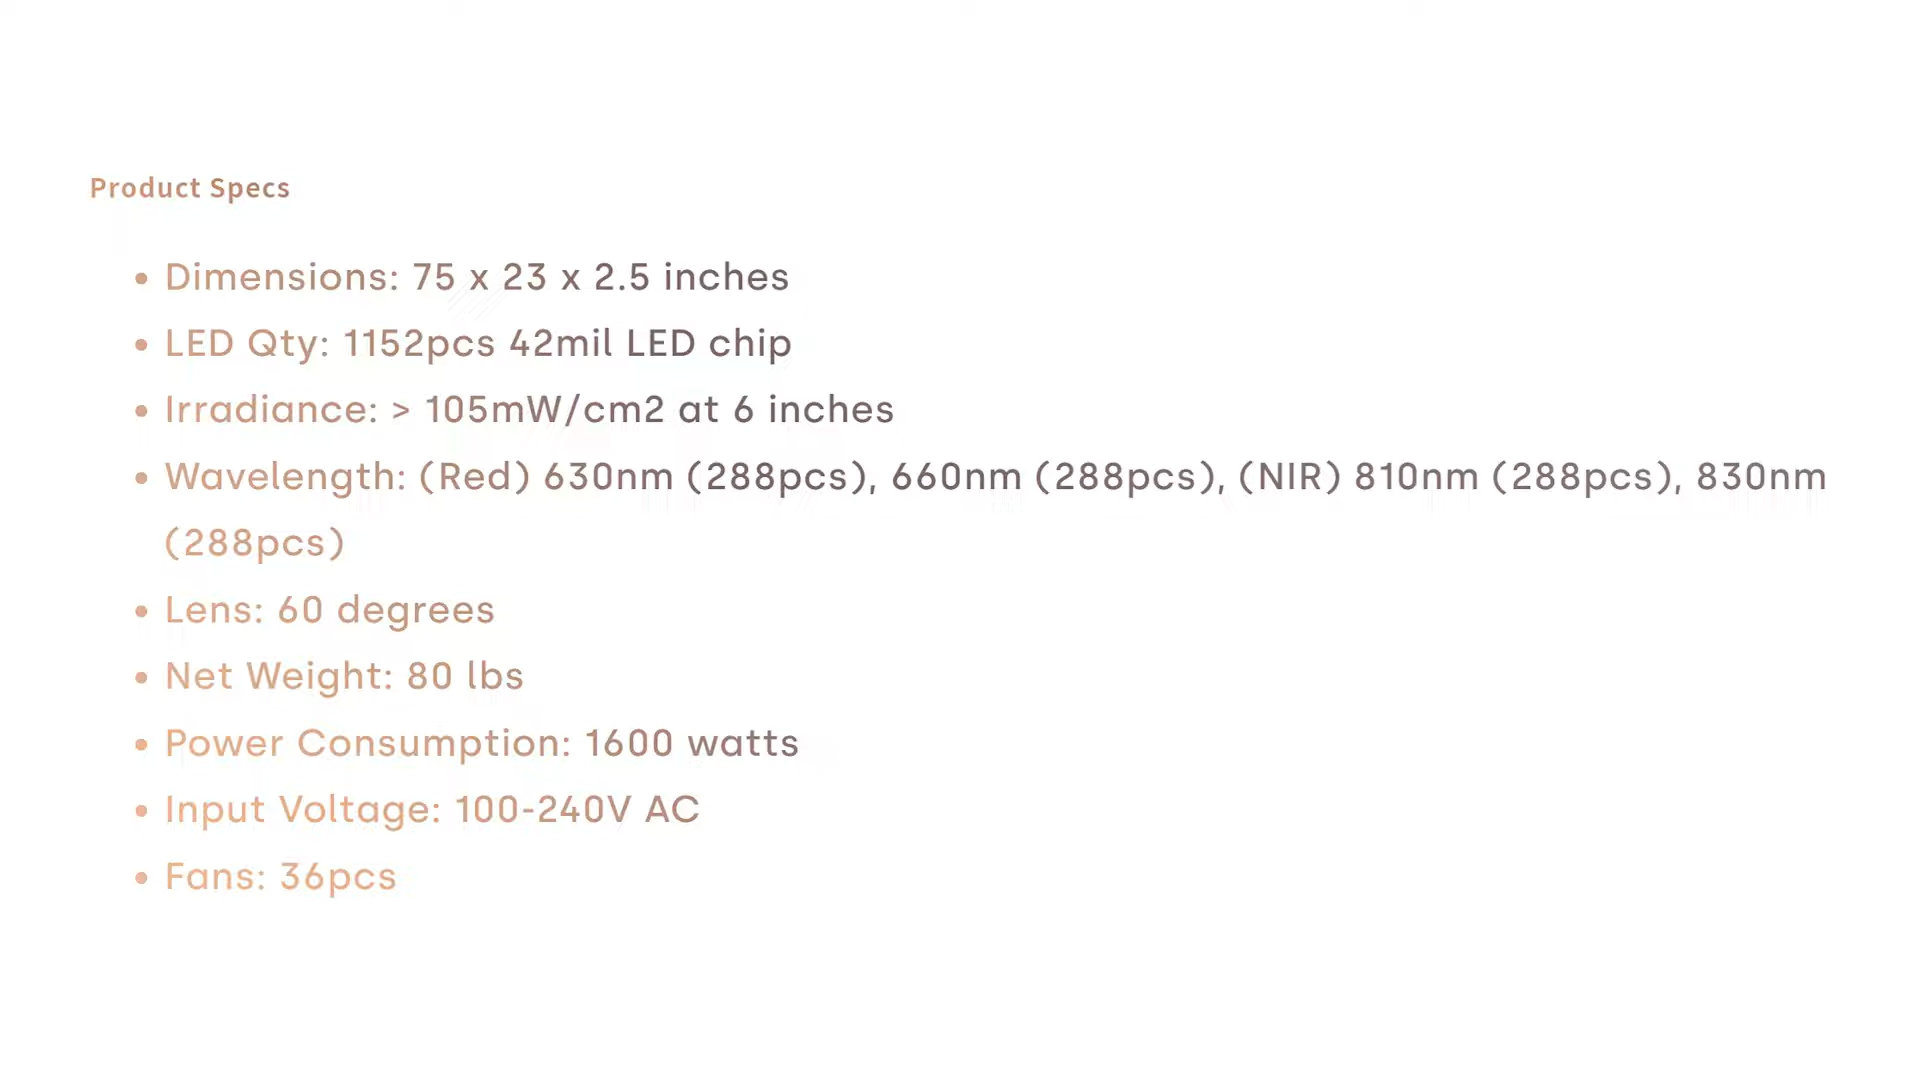 Product Specs
• Dimensions: 75 x 23 x 2.5 inches
• LED Qty: 1152pcs 42mil LED chip
• Irradiance: > 105mW/cm2 at 6 inches
• Wavelength: (Red) 630nm (288pcs), 660nm (288pcs), (NIR) 810nm (288pcs), 830nm
(288pcs)
• Lens: 60 degrees
• Net Weight: 80 lbs
• Power Consumption: 1600 watts
• Input Voltage: 100-240V AC
• Fans: 36pcs